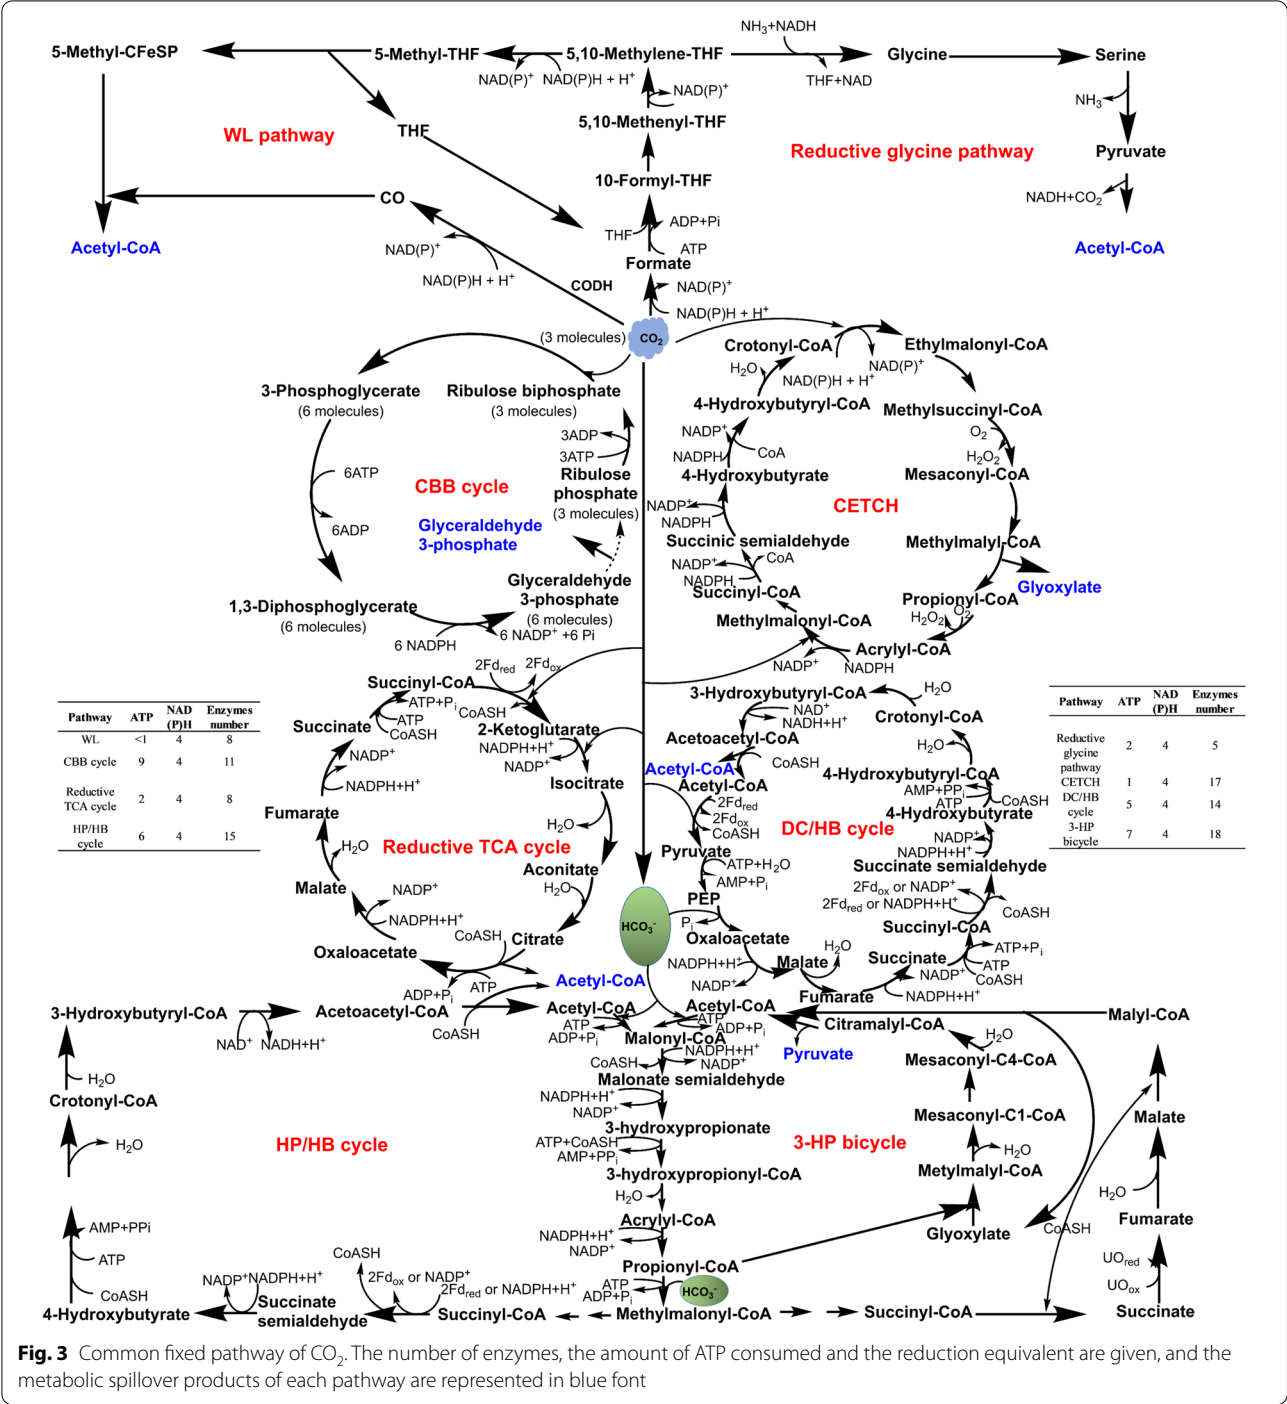 NH3+NADH
5-Methyl-CFeSP
5-Methyl-THF
5,10-Methylene-THF
Glycine
Serine
NAD(P)+
NAD(P)H + H+
THF+NAD
NAD(P)+
NH3
5,10-Methenyl-THF
THF
WL pathway
Reductive glycine pathway
Pyruvate
10-Formyl-THF
NADH+CO2
CO
ADP+Pi
THF
ATP
NAD(P)+
Acetyl-CoA
Acetyl-CoA
Formate
NAD(P)H + H+
CODH
NAD(P)+
NAD(P)H + H+
(3 molecules)
CO2
Crotonyl-CoA
Ethylmalonyl-CoA
H2O
NAD(P)+
NAD(P)H + H+
3-Phosphoglycerate
(6 molecules)
Ribulose biphosphate
(3 molecules)
4-Hydroxybutyryl-CoA
Methylsuccinyl-CoA
3ADP
3ATP
NADP+
NADPH
CoA
O2
H2O2
6ATP
6ADP
CBB cycle
Ribulose
phosphate
(3 molecules)
4-Hydroxybutyrate
Mesaconyl-CoA
NADP+
NADPH
CETCH
Glyceraldehyde
3-phosphate
Succinic semialdehyde
Methylmalyl-CoA
NADP+
NADPH
CoA
Glyoxylate
Glyceraldehyde
3-phosphate
(6 molecules)
Succinyl-CoA
Propionyl-CoA
1,3-Diphosphoglycerate
(6 molecules)
6 NADPH
6 NADP+ +6 Pi
Methylmalonyl-CoA
H2O2
O2
Acrylyl-CoA
NADP+
NADPH
2Fdred
2Fdox
Succinyl-CoA
ATP+Pi
CoASH
ATP
CoASH
Succinate
2-Ketoglutarate
NADPH+H+
NADP+
NADP+
NADPH+H+
Isocitrate
Fumarate
H2O
H2O
Reductive TCA cycle
Aconitate
H2O
Malate
NADP+
NADPH+H+
CoASH
Citrate
Oxaloacetate
ADP+Pi
ATP
Acetyl-CoA
Pathway ATP NAD (P)H Enzymes number
WL <1 4 8
CBB cycle 9 4 11
Reductive TCA cycle 2 4 8
HP/HB cycle 6 4 15
3-Hydroxybutyryl-CoA
H2O
NAD+
NADH+H+
Crotonyl-CoA
Acetoacetyl-CoA
CoASH
H2O
Acetyl-CoA
Acetyl-CoA
4-Hydroxybutyryl-CoA
AMP+PPi
ATP
CoASH
2Fdred
2Fdox
CoASH
DC/HB cycle
4-Hydroxybutyrate
NADP+
NADPH+H+
Pyruvate
ATP+H2O
AMP+Pi
Succinate semialdehyde
2Fdox or NADP+
2Fdred or NADPH+H+
CoASH
PEP
Pi
HCO3-
Succinyl-CoA
Oxaloacetate
H2O
ATP+Pi
ATP
CoASH
NADPH+H+
NADP+
Malate
Succinate
NADP+
NADPH+H+
Fumarate
Pathway ATP NAD (P)H Enzymes number
Reductive glycine pathway 2 4 5
CETCH 1 4 17
DC/HB cycle 5 4 14
3-HP bicycle 7 4 18
3-Hydroxybutyryl-CoA
Acetoacetyl-CoA
NAD+
NADH+H+
CoASH
Acetyl-CoA
ATP
ADP+Pi
Acetyl-CoA
ATP
ADP+Pi
Malyl-CoA
Citramalyl-CoA
Malonyl-CoA
Pyruvate
H2O
NADPH+H+
NADP+
CoASH
Mesaconyl-C4-CoA
H2O
Crotonyl-CoA
Malonate semialdehyde
NADPH+H+
NADP+
Mesaconyl-C1-CoA
Malate
H2O
HP/HB cycle
3-hydroxypropionate
ATP+CoASH
AMP+PPi
3-HP bicycle
H2O
3-hydroxypropionyl-CoA
Metylmalyl-CoA
H2O
H2O
Acrylyl-CoA
Glyoxylate
CoASH
Fumarate
NADPH+H+
NADP+
AMP+PPi
ATP
CoASH
CoASH
Propionyl-CoA
UOred
UOox
NADP+
NADPH+H+
2Fdox or NADP+
2Fdred or NADPH+H+
ATP
ADP+Pi
HCO3-
4-Hydroxybutyrate
Succinate
semialdehyde
Succinyl-CoA
Methylmalonyl-CoA
Succinyl-CoA
Succinate
Fig. 3 Common fixed pathway of CO2. The number of enzymes, the amount of ATP consumed and the reduction equivalent are given, and the
metabolic spillover products of each pathway are represented in blue font